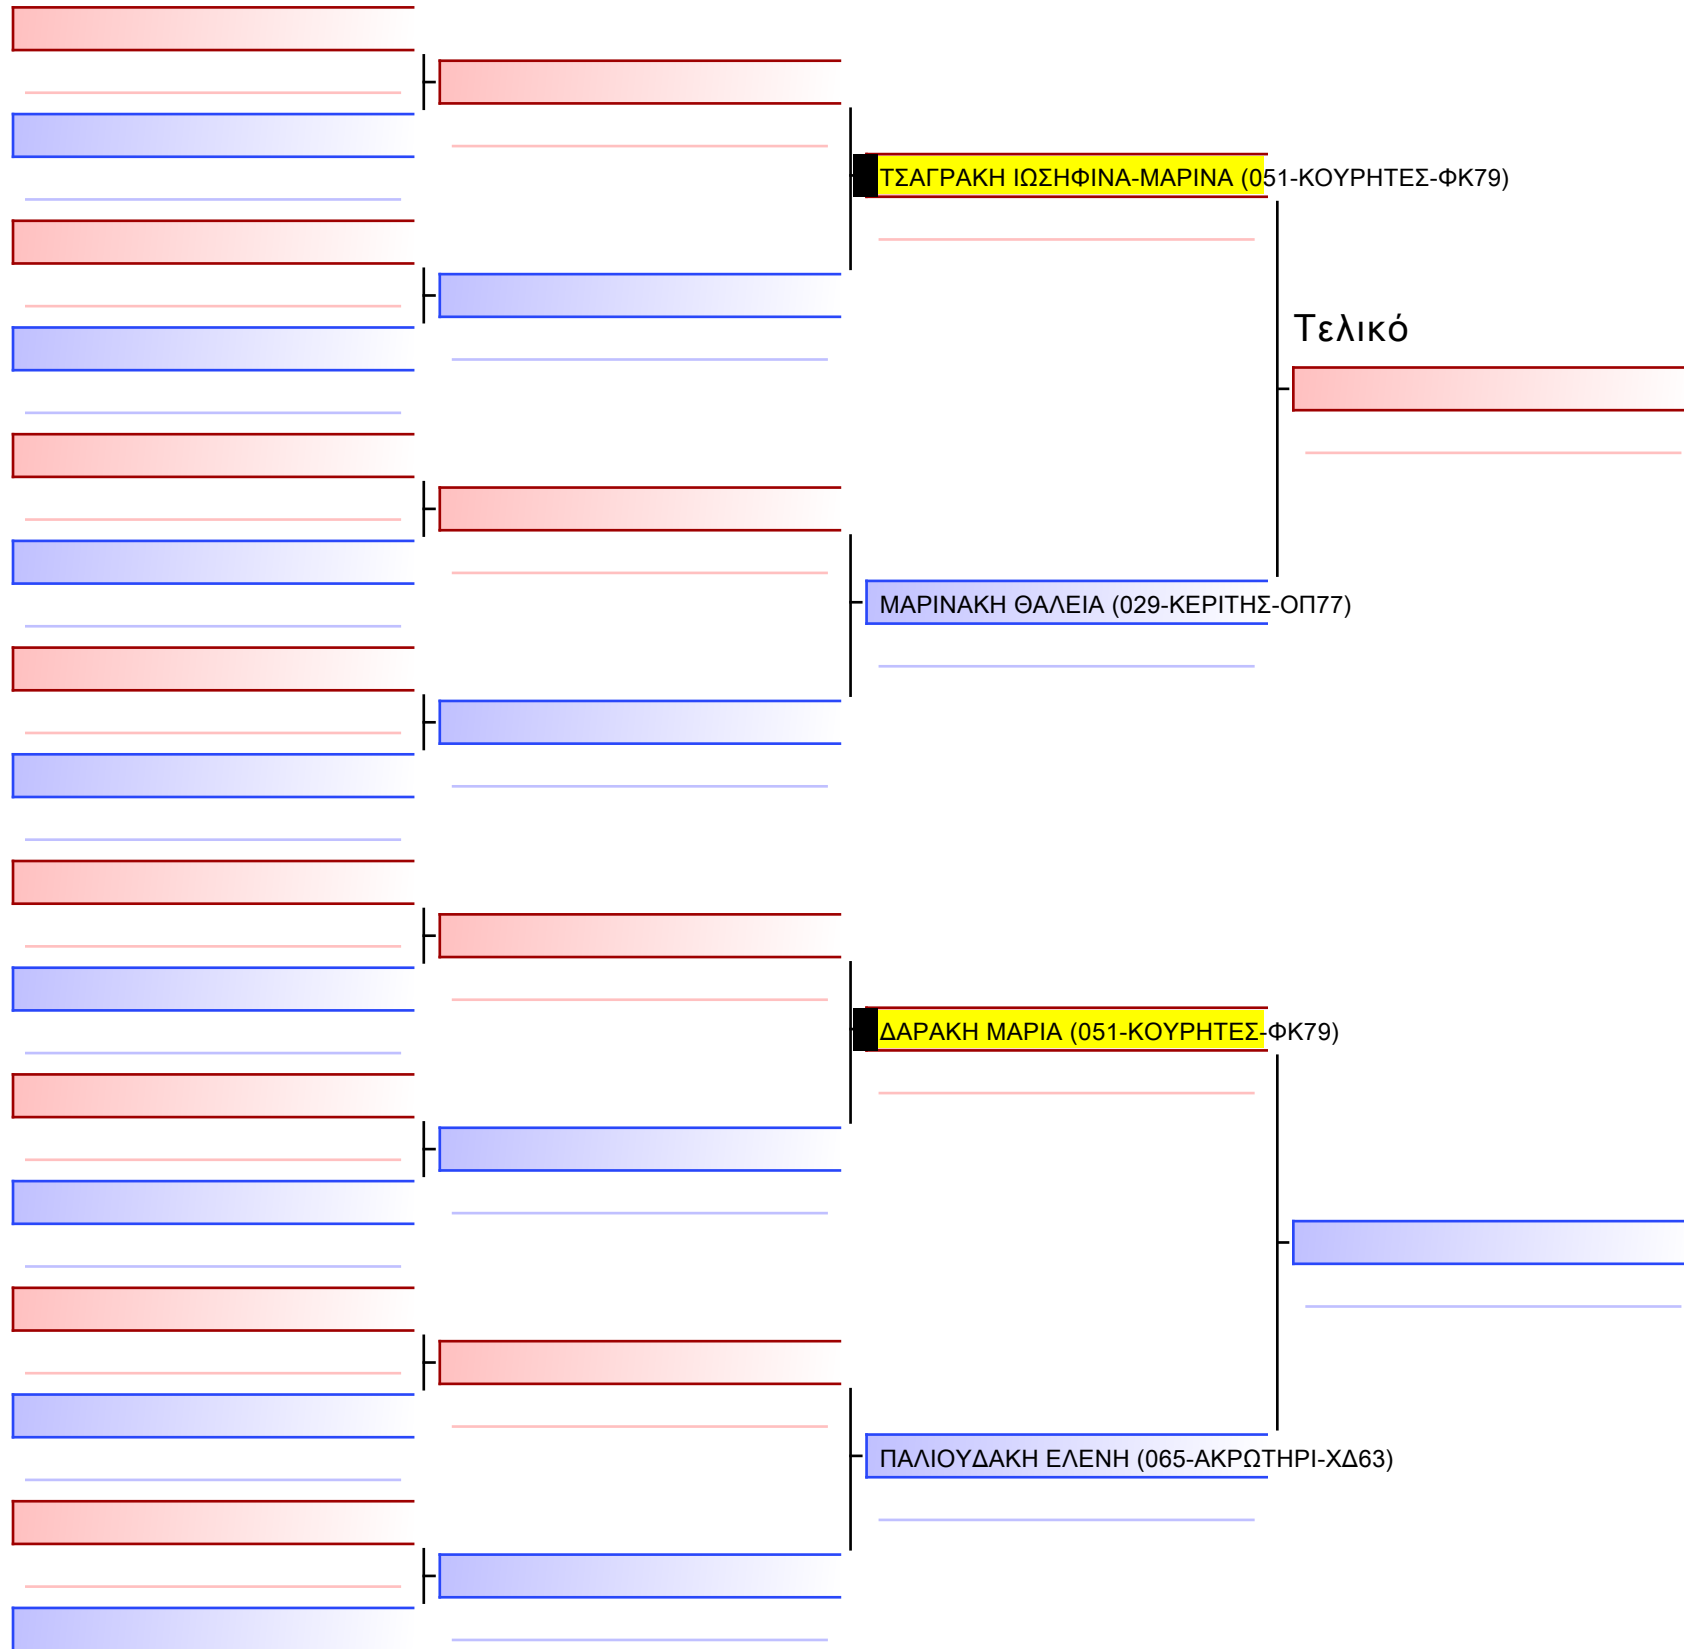 ΤΣΑΓΡΑΚΗ ΙΩΣΗΦΙΝΑ-ΜΑΡΙΝΑ (051-ΚΟΥΡΗΤΕΣ-ΦΚ79)
Τελικό
ΜΑΡΙΝΑΚΗ ΘΑΛΕΙΑ (029-ΚΕΡΙΤΗΣ-ΟΠ77)
ΔΑΡΑΚΗ ΜΑΡΙΑ (051-ΚΟΥΡΗΤΕΣ-ΦΚ79)
ΠΑΛΙΟΥΔΑΚΗ ΕΛΕΝΗ (065-ΑΚΡΩΤΗΡΙ-ΧΔ63)